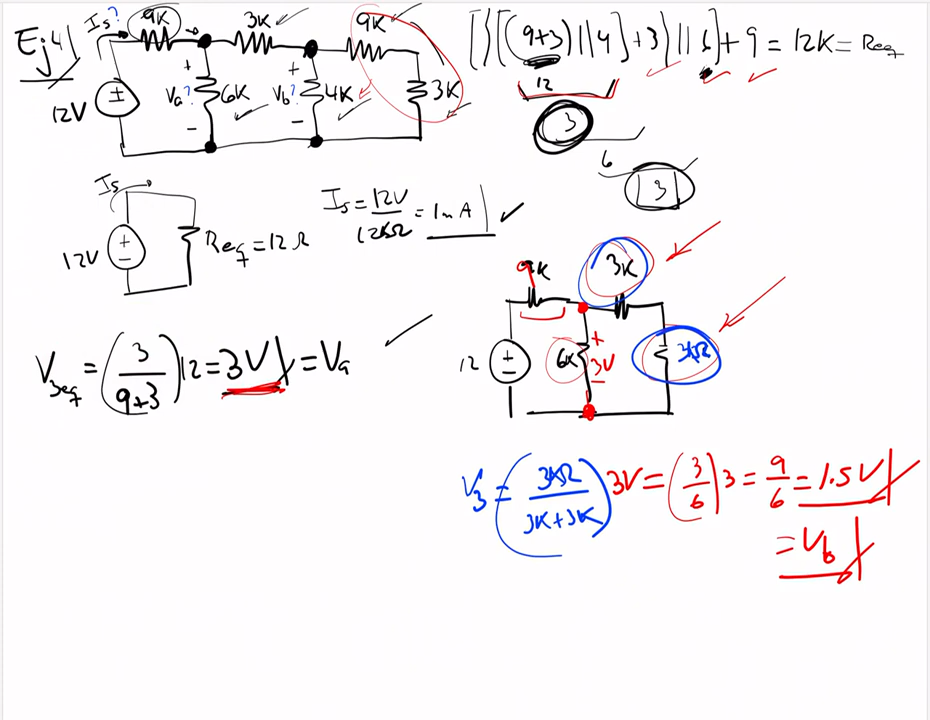 Ej4)
Is?
9K
3K
9K
12V
+
Va?
-
6K
+
Vb?
-
4K
3K
[)[[(9+3)||4]+3)||6]+9 = 12K = Req
12
3
6
3
Is
12V
Req = 12Ω
Is = 12V/12KΩ = 1mA
9K
3K
12
6K
+
3V
-
3KΩ
V3eq = (3/(9+3))12 = 3V = Va
V3 = (3KΩ/(3K+3K))3V = (3/6)3 = 9/6 = 1.5V
= Vb